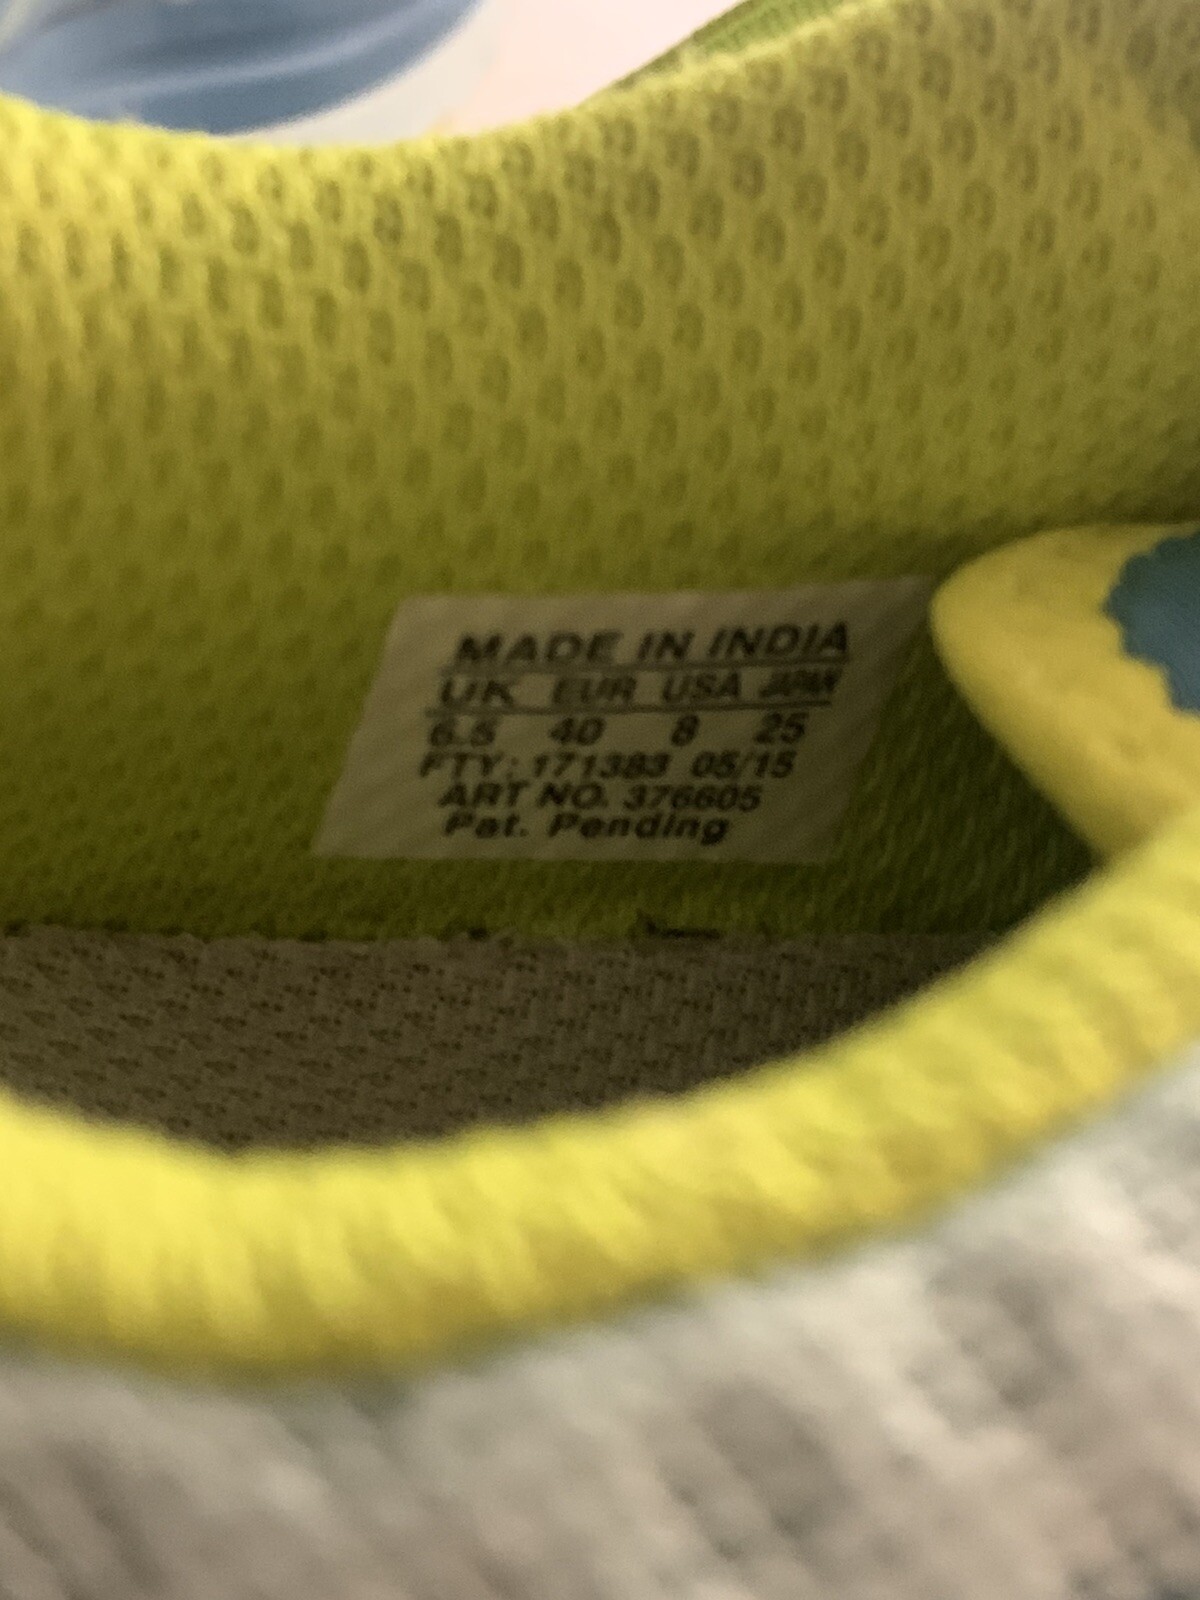 MADE IN INDIA
UK EUR USA JAPAN
6.5 40 8 25
FTY: 171383 05/15
ART NO. 376605
Pat. Pending